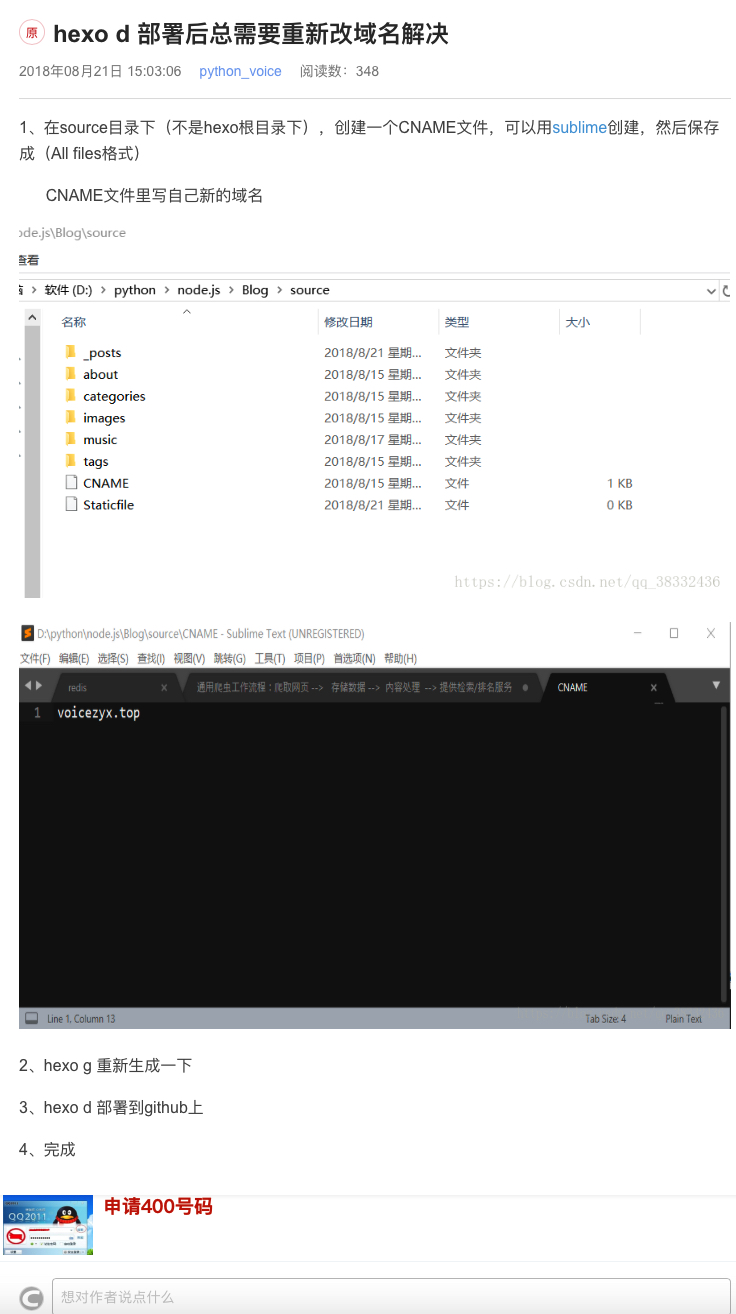 原 hexo d 部署后总需要重新改域名解决
2018年08月21日 15:03:06 python_voice 阅读数：348
1、在source目录下（不是hexo根目录下），创建一个CNAME文件，可以用sublime创建，然后保存
成（All files格式）
CNAME文件里写自己新的域名
ode.js\Blog\source
查看
软件 (D:) > python > node.js > Blog > source
名称 修改日期 类型 大小
_posts 2018/8/21 星期... 文件夹
about 2018/8/15 星期... 文件夹
categories 2018/8/15 星期... 文件夹
images 2018/8/15 星期... 文件夹
music 2018/8/17 星期... 文件夹
tags 2018/8/15 星期... 文件夹
CNAME 2018/8/15 星期... 文件 1 KB
Staticfile 2018/8/21 星期... 文件 0 KB
https://blog.csdn.net/qq_38332436
D:\python\node.js\Blog\source\CNAME - Sublime Text (UNREGISTERED)
文件(F) 编辑(E) 选择(S) 查找(I) 视图(V) 跳转(G) 工具(T) 项目(P) 首选项(N) 帮助(H)
redis 通用爬虫工作流程：爬取网页 --> 存储数据 --> 内容处理 --> 提供检索/排名服务 CNAME
1 voicezyx.top
Line 1, Column 13 Tab Size: 4 Plain Text
2、hexo g 重新生成一下
3、hexo d 部署到github上
4、完成
QQ2011
申请400号码
想对作者说点什么